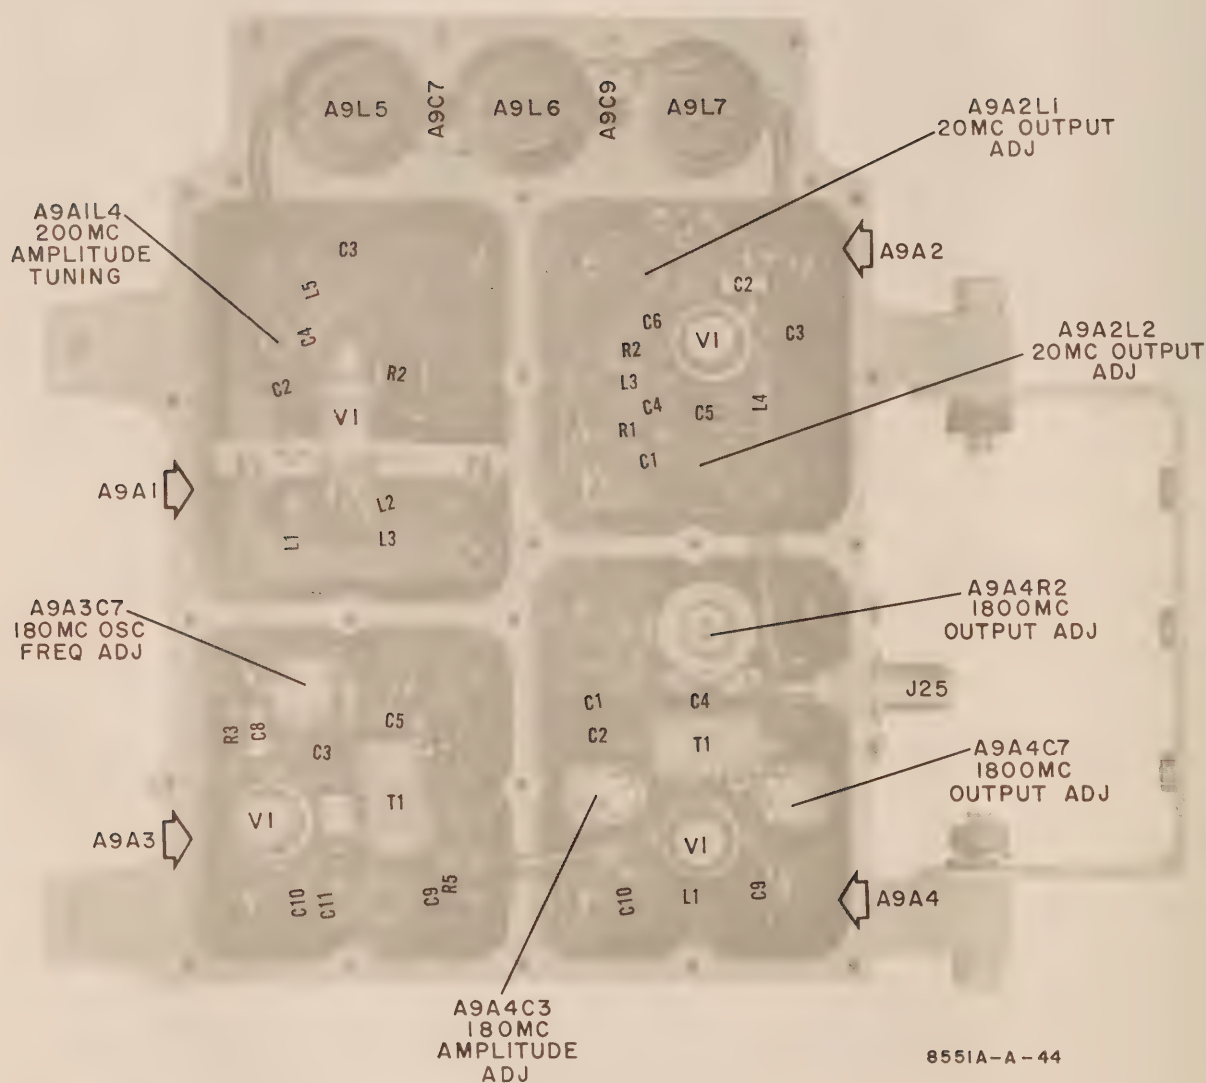 A9L5
A9C7
A9L6
A9C9
A9L7
A9A2L1
20MC OUTPUT
ADJ
A9A1L4
200MC
AMPLITUDE
TUNING
C3
L5
C4
C2
R2
V1
A9A1
L2
L1
L3
A9A2
C2
C6
V1
C3
R2
L3
C4
C5
L4
R1
C1
A9A2L2
20MC OUTPUT
ADJ
A9A3C7
180MC OSC
FREQ ADJ
R3
C8
C5
C3
T1
V1
A9A3
C10
C11
C9
R5
A9A4R2
1800MC
OUTPUT ADJ
J25
C1
C4
C2
T1
A9A4C7
1800MC
OUTPUT ADJ
V1
C10
L1
C9
A9A4
A9A4C3
180MC
AMPLITUDE
ADJ
8551A-A-44